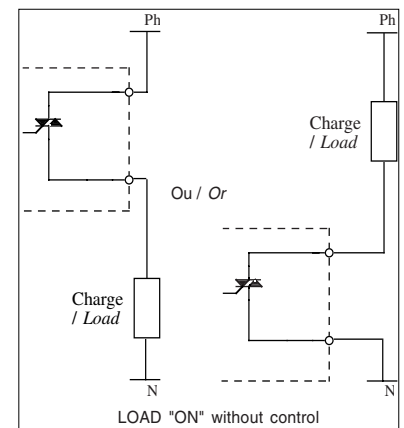 Ph
Ph
Charge
/ Load
Ou / Or
Charge
/ Load
N
N
LOAD "ON" without control